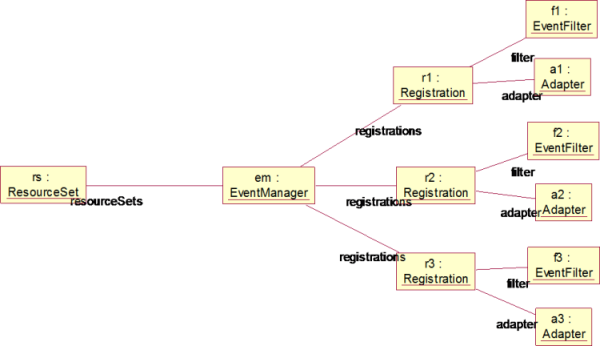 f1 :
EventFilter
filter
r1 :
Registration
a1 :
Adapter
adapter
registrations
f2 :
EventFilter
filter
rs :
ResourceSet
resourceSets
em :
EventManager
registrations
r2 :
Registration
a2 :
Adapter
adapter
registrations
r3 :
Registration
f3 :
EventFilter
filter
a3 :
Adapter
adapter